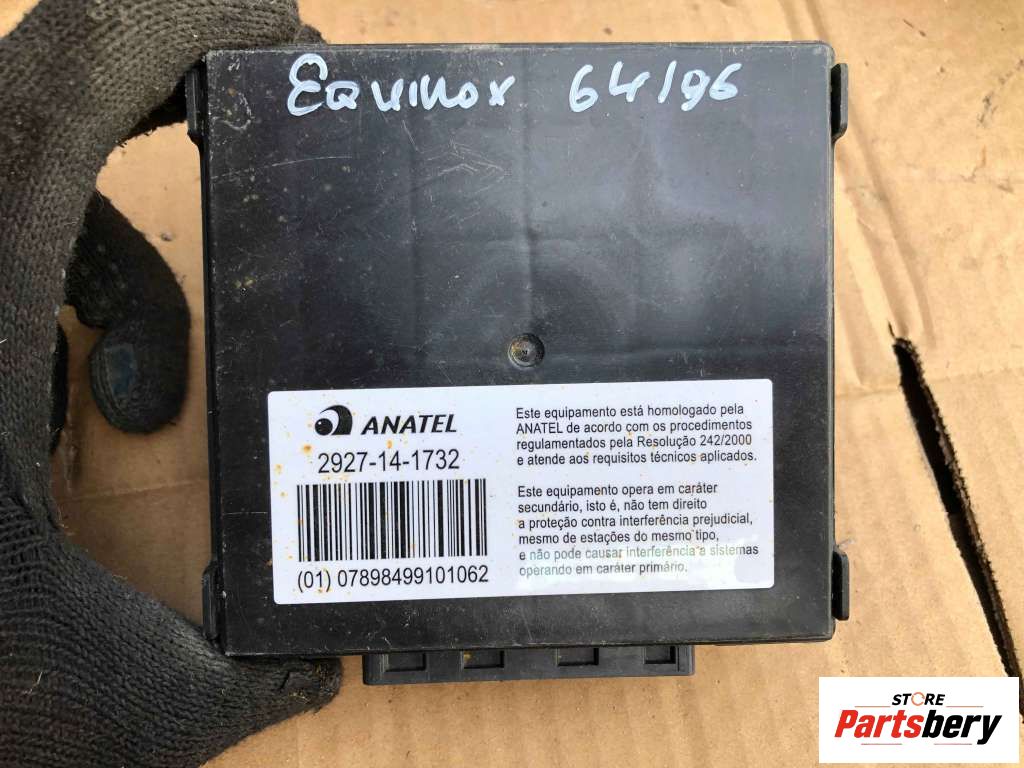 Equinox 64/96
ANATEL
2927-14-1732
(01) 07898499101062
Este equipamento está homologado pela
ANATEL de acordo com os procedimentos
regulamentados pela Resolução 242/2000
e atende aos requisitos técnicos aplicados.
Este equipamento opera em caráter
secundário, isto é, não tem direito
a proteção contra interferência prejudicial,
mesmo de estações do mesmo tipo,
e não pode causar interferência a sistemas
operando em caráter primário.
STORE
Partsbery